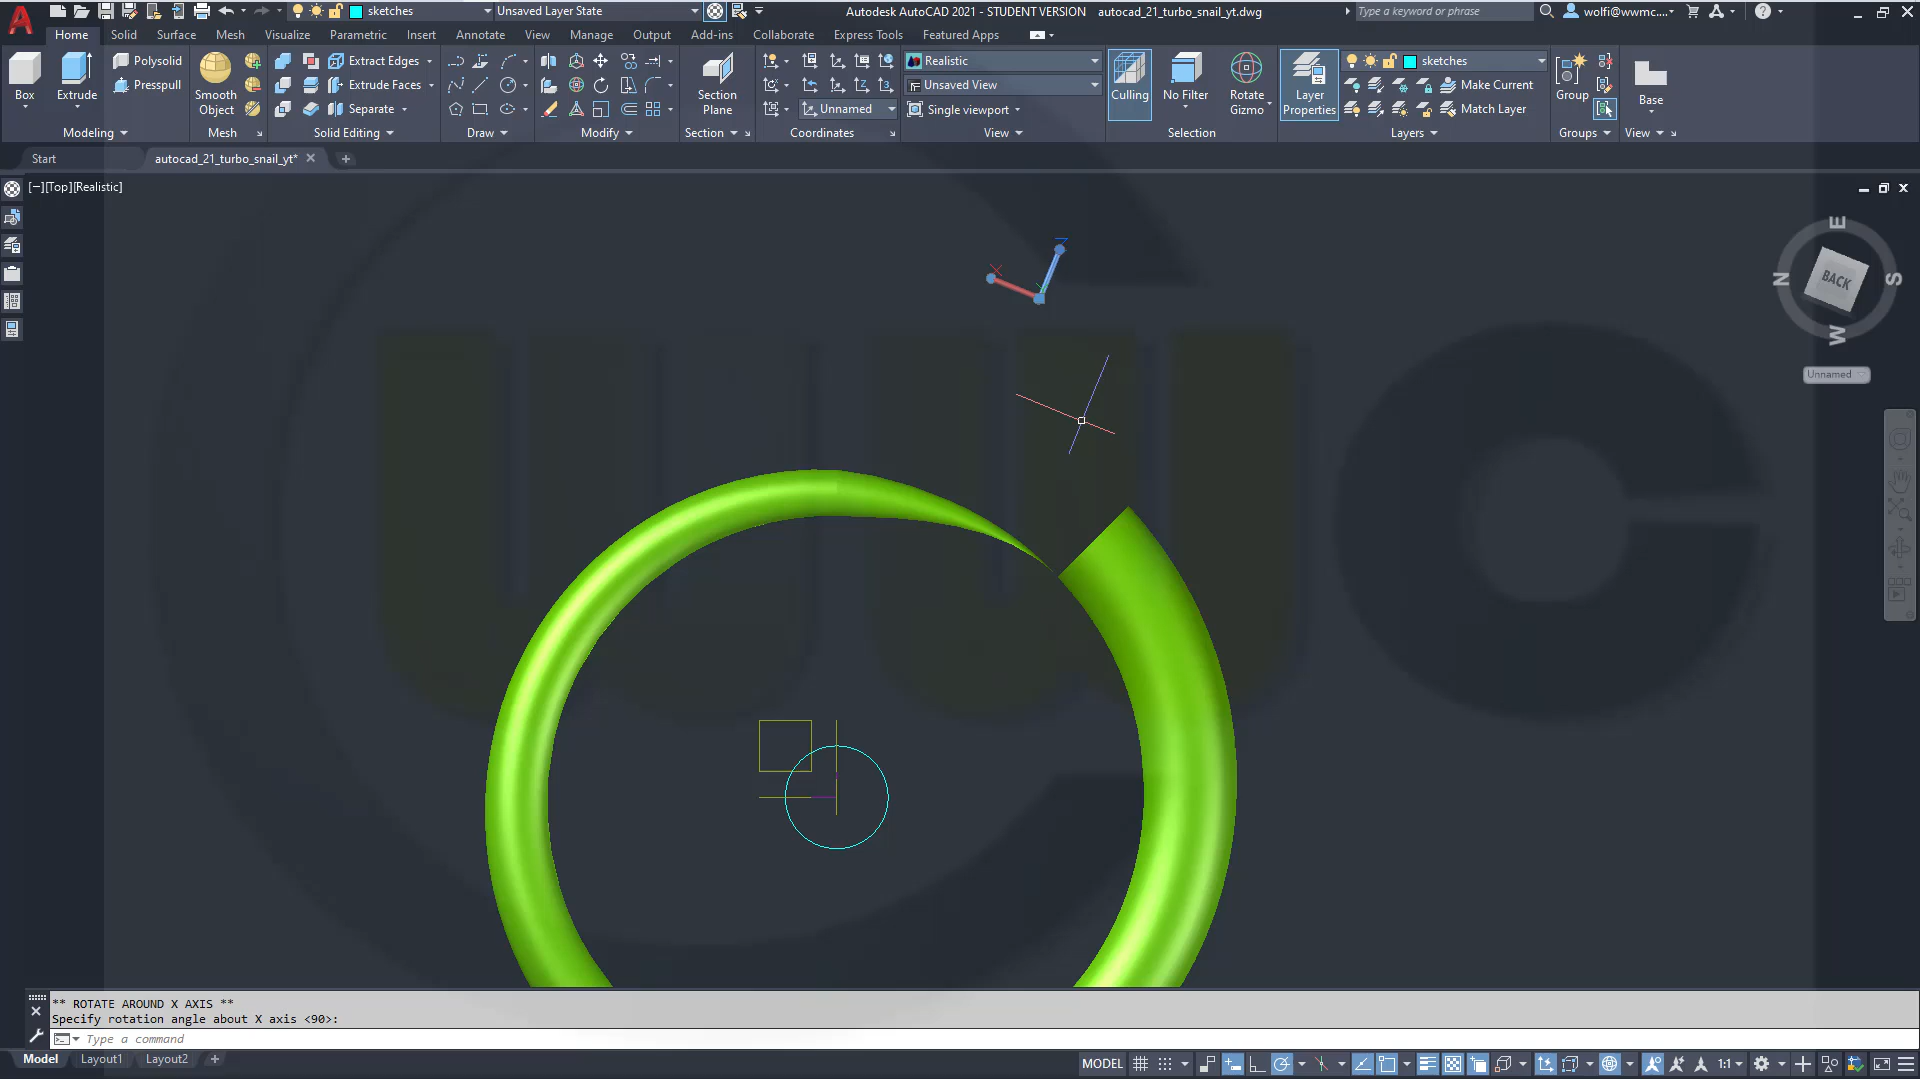 sketches
Unsaved Layer State
Autodesk AutoCAD 2021 - STUDENT VERSION autocad_21_turbo_snail_yt.dwg
Type a keyword or phrase
wolfi@wwmc....
Home Solid Surface Mesh Visualize Parametric Insert Annotate View Manage Output Add-ins Collaborate Express Tools Featured Apps
Box
Extrude
Polysolid
Presspull
Modeling
Smooth Object
Mesh
Extract Edges
Extrude Faces
Separate
Solid Editing
Draw
Modify
Section Plane
Section
Unnamed
Coordinates
Realistic
Unsaved View
Single viewport
View
Culling
No Filter
Rotate Gizmo
Selection
Layer Properties
sketches
Make Current
Match Layer
Layers
Group
Groups
Base
View
Start
autocad_21_turbo_snail_yt*
[−][Top][Realistic]
Z
X
E
N
BACK
S
W
Unnamed
** ROTATE AROUND X AXIS **
Specify rotation angle about X axis <90>:
Type a command
Model Layout1 Layout2
MODEL
1:1